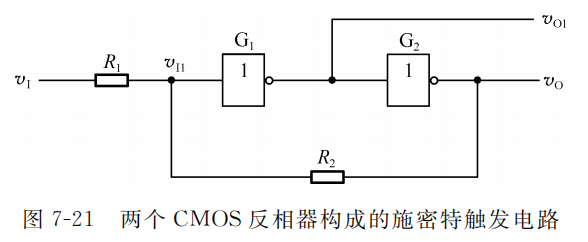 v_O1
G₁ G₂
v_I R₁ v_I1 1 1 v_O
R₂
图 7-21 两个 CMOS 反相器构成的施密特触发电路